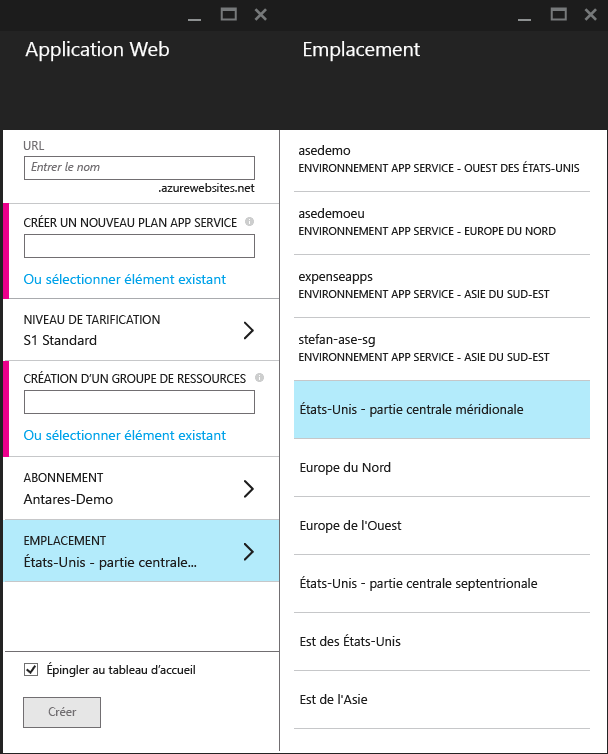 Application Web
URL
Entrer le nom
.azurewebsites.net
CRÉER UN NOUVEAU PLAN APP SERVICE
Ou sélectionner élément existant
NIVEAU DE TARIFICATION
S1 Standard
CRÉATION D'UN GROUPE DE RESSOURCES
Ou sélectionner élément existant
ABONNEMENT
Antares-Demo
EMPLACEMENT
États-Unis - partie centrale...
Épingler au tableau d'accueil
Créer
Emplacement
asedemo
ENVIRONNEMENT APP SERVICE - OUEST DES ÉTATS-UNIS
asedemoeu
ENVIRONNEMENT APP SERVICE - EUROPE DU NORD
expenseapps
ENVIRONNEMENT APP SERVICE - ASIE DU SUD-EST
stefan-ase-sg
ENVIRONNEMENT APP SERVICE - ASIE DU SUD-EST
États-Unis - partie centrale méridionale
Europe du Nord
Europe de l'Ouest
États-Unis - partie centrale septentrionale
Est des États-Unis
Est de l'Asie